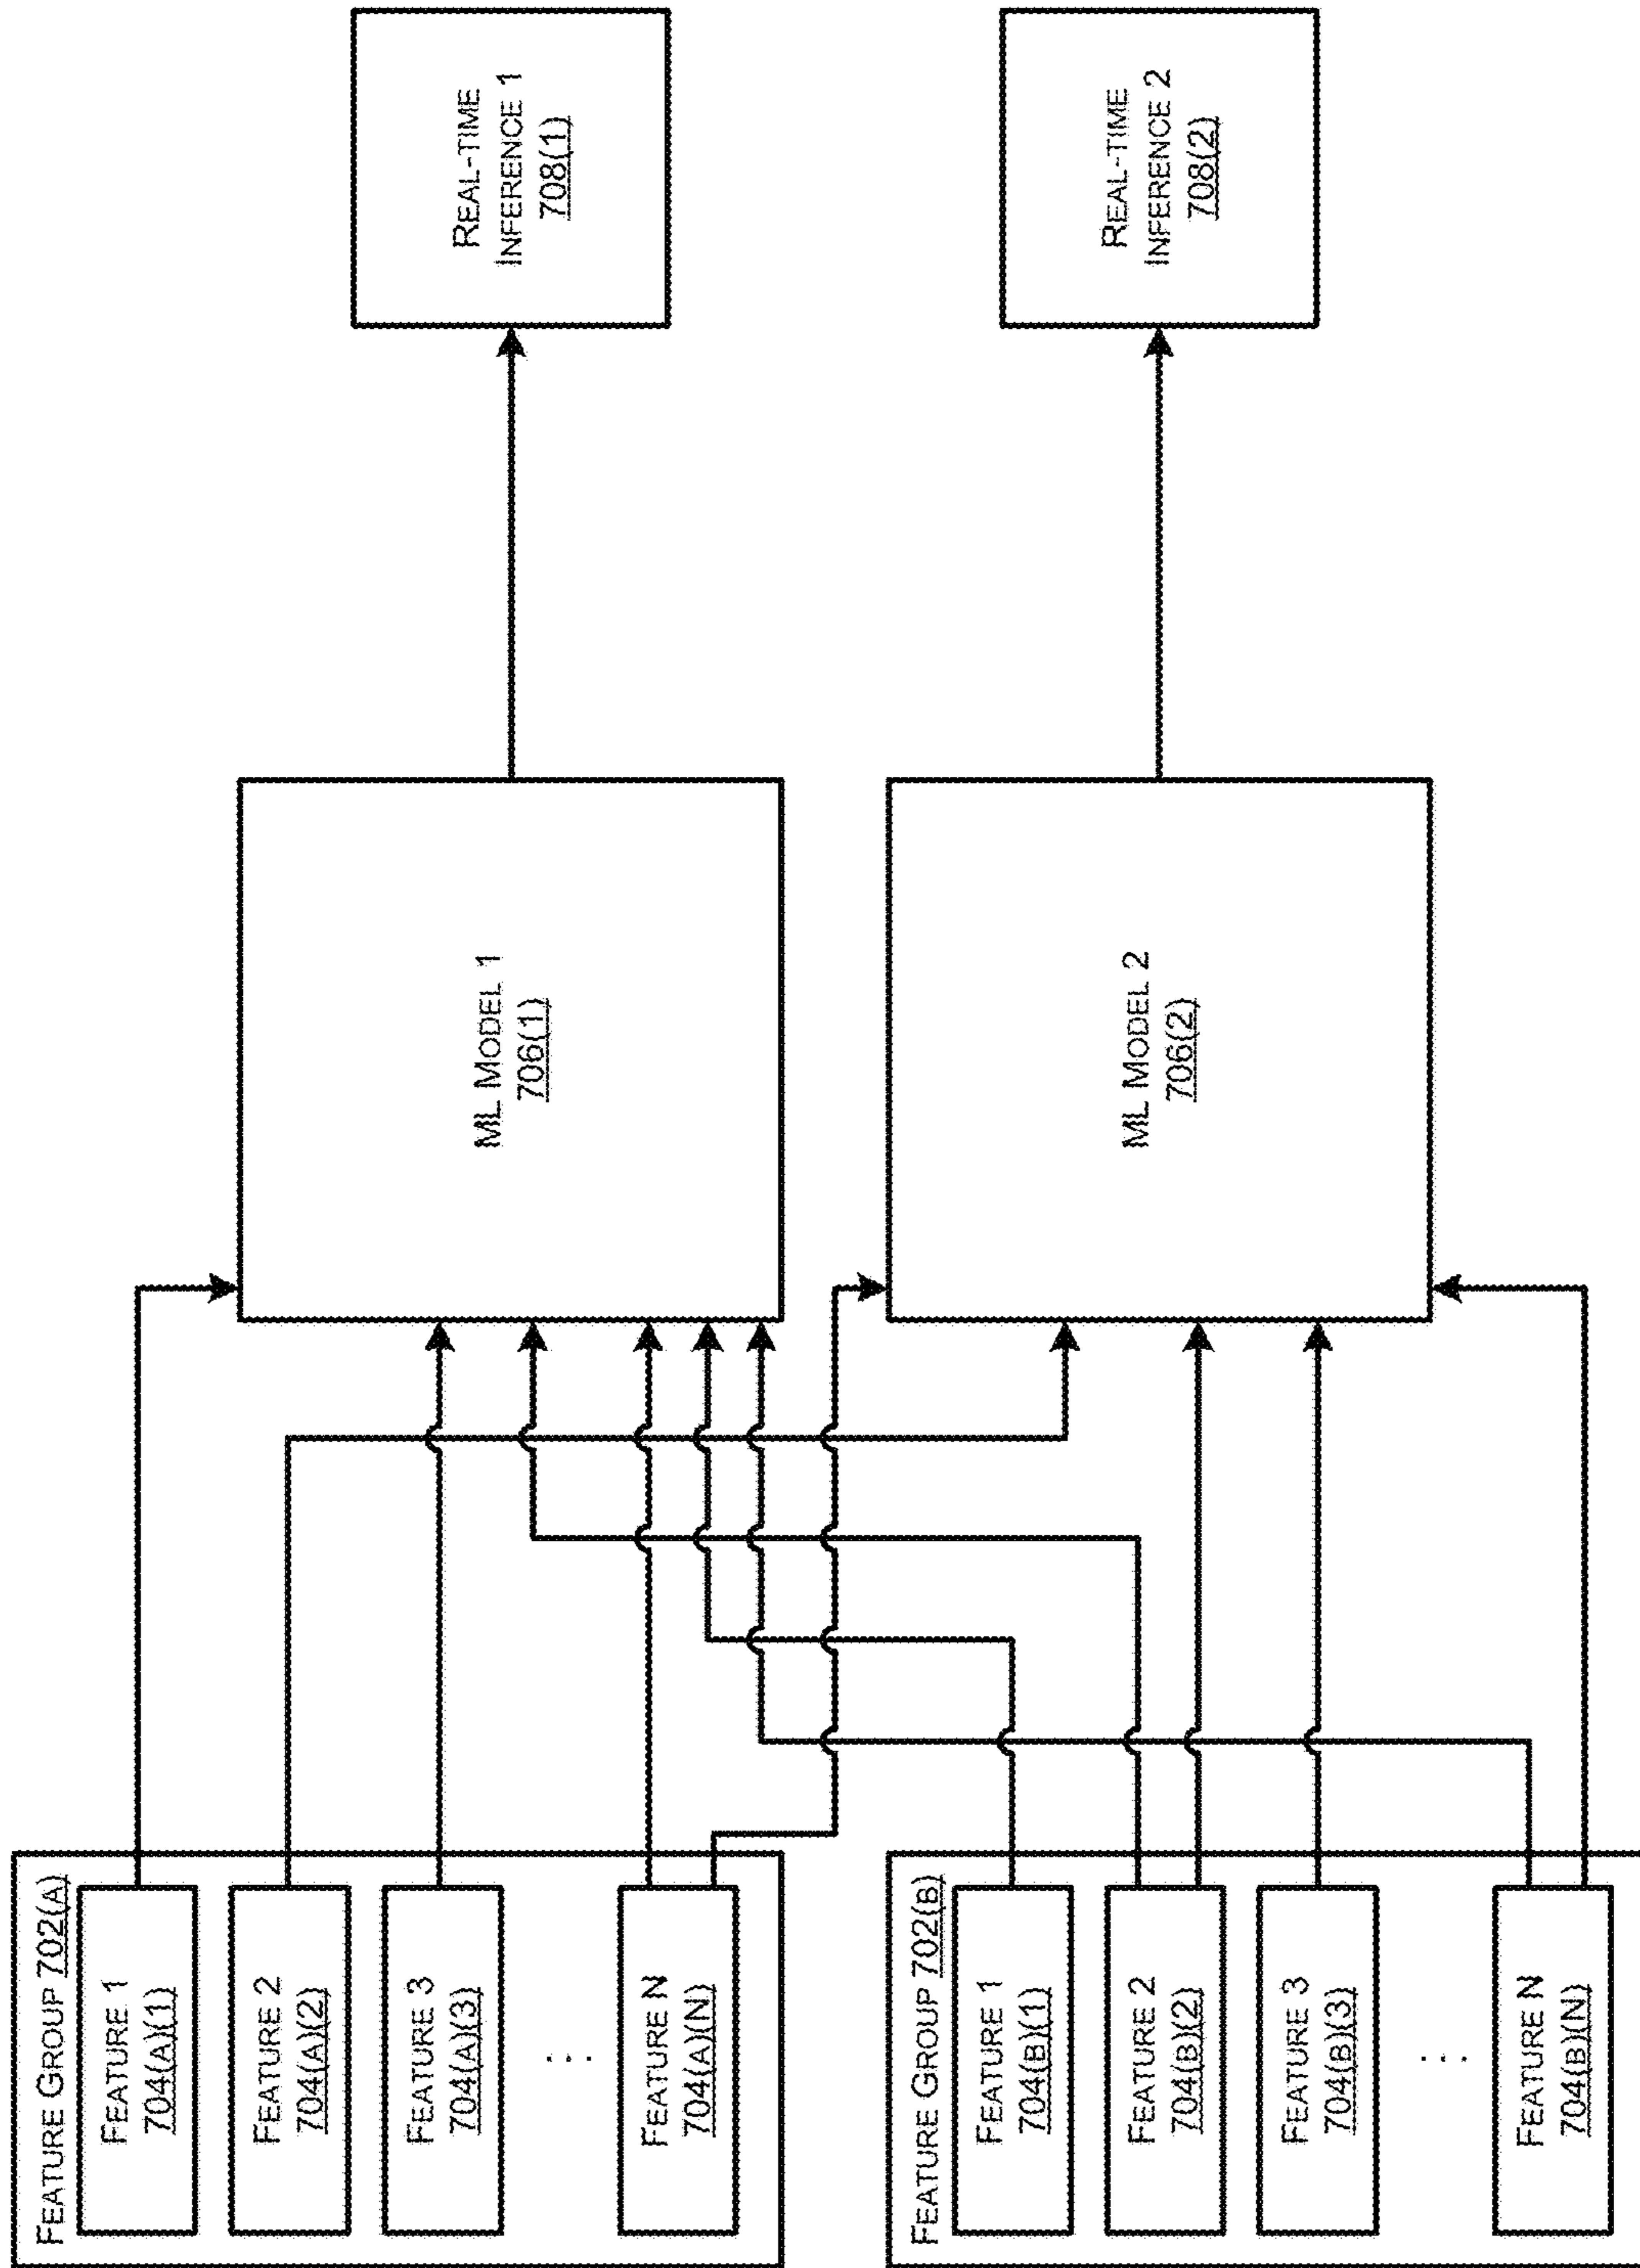 FEATURE GROUP 702(A)
FEATURE 1
704(A)(1)
FEATURE 2
704(A)(2)
FEATURE 3
704(A)(3)
...
FEATURE N
704(A)(N)
FEATURE GROUP 702(B)
FEATURE 1
704(B)(1)
FEATURE 2
704(B)(2)
FEATURE 3
704(B)(3)
...
FEATURE N
704(B)(N)
ML MODEL 1
706(1)
ML MODEL 2
706(2)
REAL-TIME
INFERENCE 1
708(1)
REAL-TIME
INFERENCE 2
708(2)